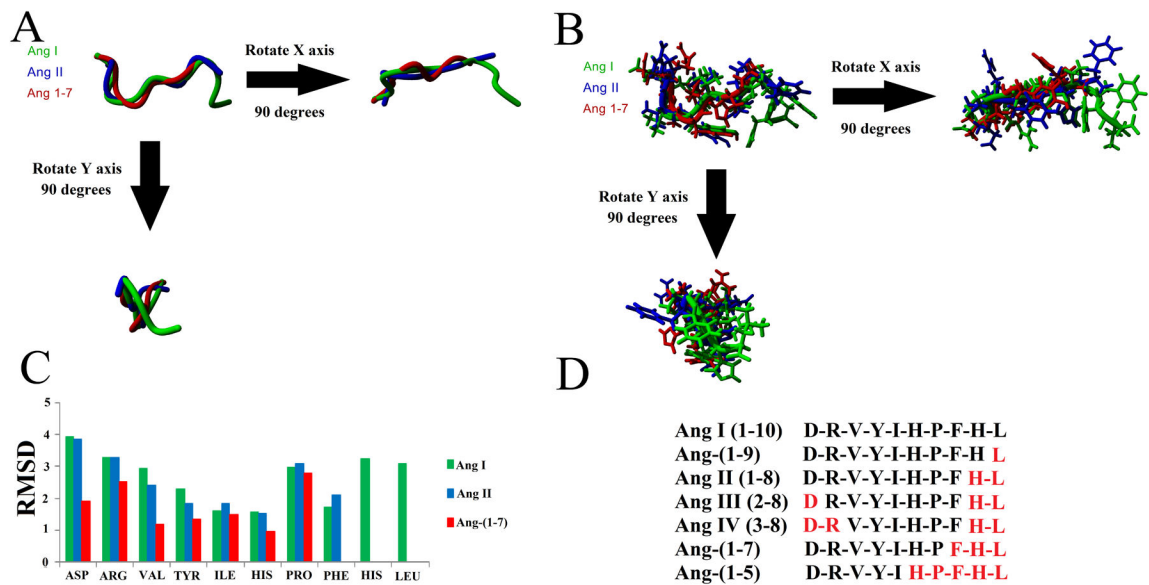 A
Ang I
Ang II
Ang 1-7
Rotate X axis
90 degrees
Rotate Y axis
90 degrees
B
Ang I
Ang II
Ang 1-7
Rotate X axis
90 degrees
Rotate Y axis
90 degrees
C
RMSD
5
4
3
2
1
0
ASP ARG VAL TYR ILE HIS PRO PHE HIS LEU
Ang I
Ang II
Ang-(1-7)
D
Ang I (1-10) D-R-V-Y-I-H-P-F-H-L
Ang-(1-9) D-R-V-Y-I-H-P-F-H L
Ang II (1-8) D-R-V-Y-I-H-P-F H-L
Ang III (2-8) D R-V-Y-I-H-P-F H-L
Ang IV (3-8) D-R V-Y-I-H-P-F H-L
Ang-(1-7) D-R-V-Y-I-H-P F-H-L
Ang-(1-5) D-R-V-Y-I H-P-F-H-L